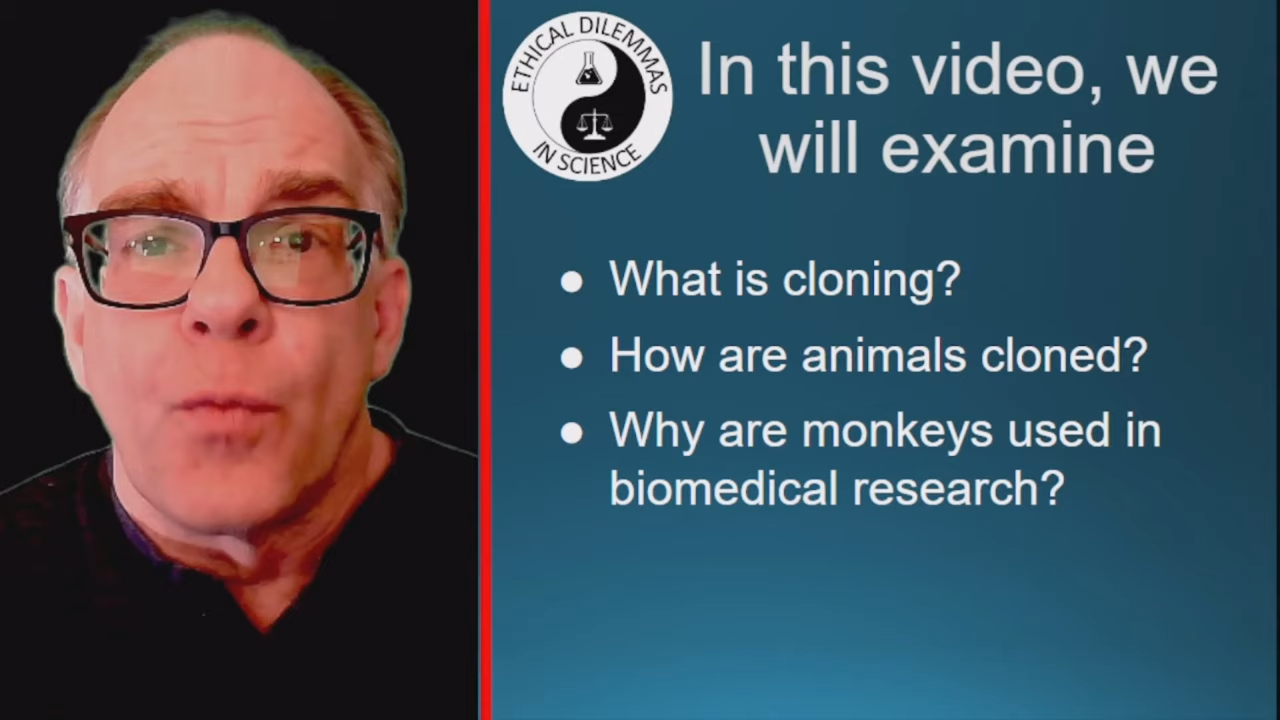 ETHICAL DILEMMAS
IN SCIENCE
In this video, we
will examine
● What is cloning?
● How are animals cloned?
● Why are monkeys used in
biomedical research?